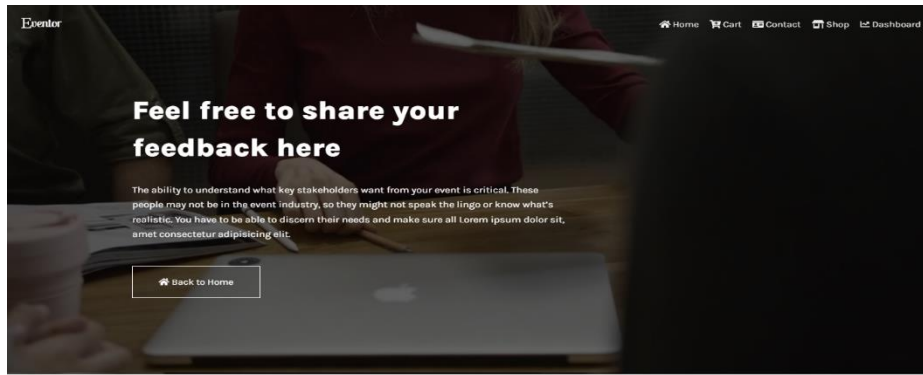 Eventor
Home Cart Contact Shop Dashboard
Feel free to share your
feedback here
The ability to understand what key stakeholders want from your event is critical. These
people may not be in the event industry, so they might not speak the lingo or know what's
realistic. You have to be able to discern their needs and make sure all Lorem ipsum dolor sit,
amet consectetur adipisicing elit.
Back to Home